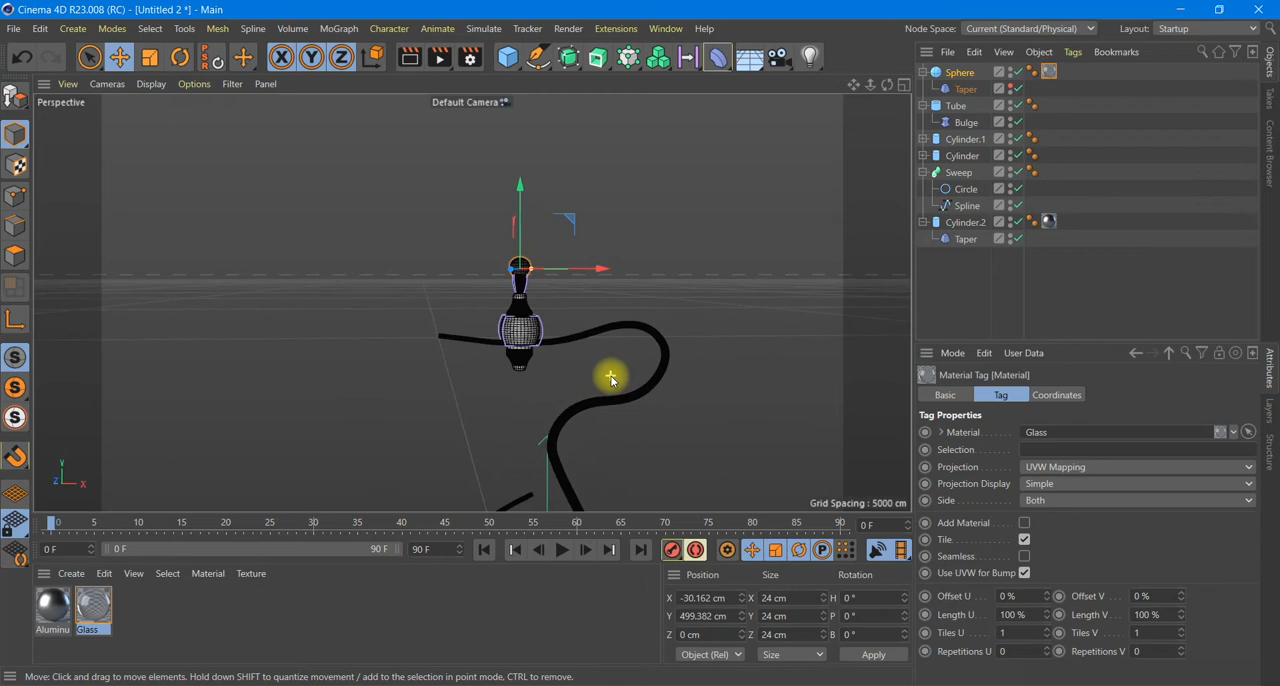 Cinema 4D R23.008 (RC) - [Untitled 2 *] - Main
File Edit Create Modes Select Tools Mesh Spline Volume MoGraph Character Animate Simulate Tracker Render Extensions Window Help Node Space: Current (Standard/Physical) Layout: Startup
File Edit View Object Tags Bookmarks
View Cameras Display Options Filter Panel
Perspective
Default Camera
Sphere
Taper
Tube
Bulge
Cylinder.1
Cylinder
Sweep
Circle
Spline
Cylinder.2
Taper
Objects
Takes
Content Browser
Mode Edit User Data
Material Tag [Material]
Basic Tag Coordinates
Tag Properties
Material Glass
Selection
Projection UVW Mapping
Projection Display Simple
Side Both
Add Material
Tile
Seamless
Use UVW for Bump
Offset U 0 % Offset V 0 %
Length U 100 % Length V 100 %
Tiles U 1 Tiles V 1
Repetitions U 0 Repetitions V 0
Attributes
Layers
Structure
Y
Z X
Grid Spacing : 5000 cm
0 5 10 15 20 25 30 35 40 45 50 55 60 65 70 75 80 85 90 0 F
0 F 0 F 90 F 90 F
Create Edit View Select Material Texture
Aluminu Glass
Position Size Rotation
X -30.162 cm X 24 cm H 0 °
Y 499.382 cm Y 24 cm P 0 °
Z 0 cm Z 24 cm B 0 °
Object (Rel) Size Apply
Move: Click and drag to move elements. Hold down SHIFT to quantize movement / add to the selection in point mode, CTRL to remove.